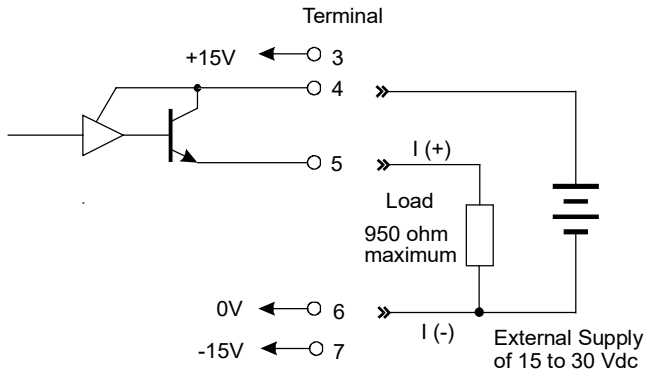 Terminal
+15V 3
4
5
I (+)
Load
950 ohm
maximum
0V 6
I (-)
-15V 7
External Supply
of 15 to 30 Vdc